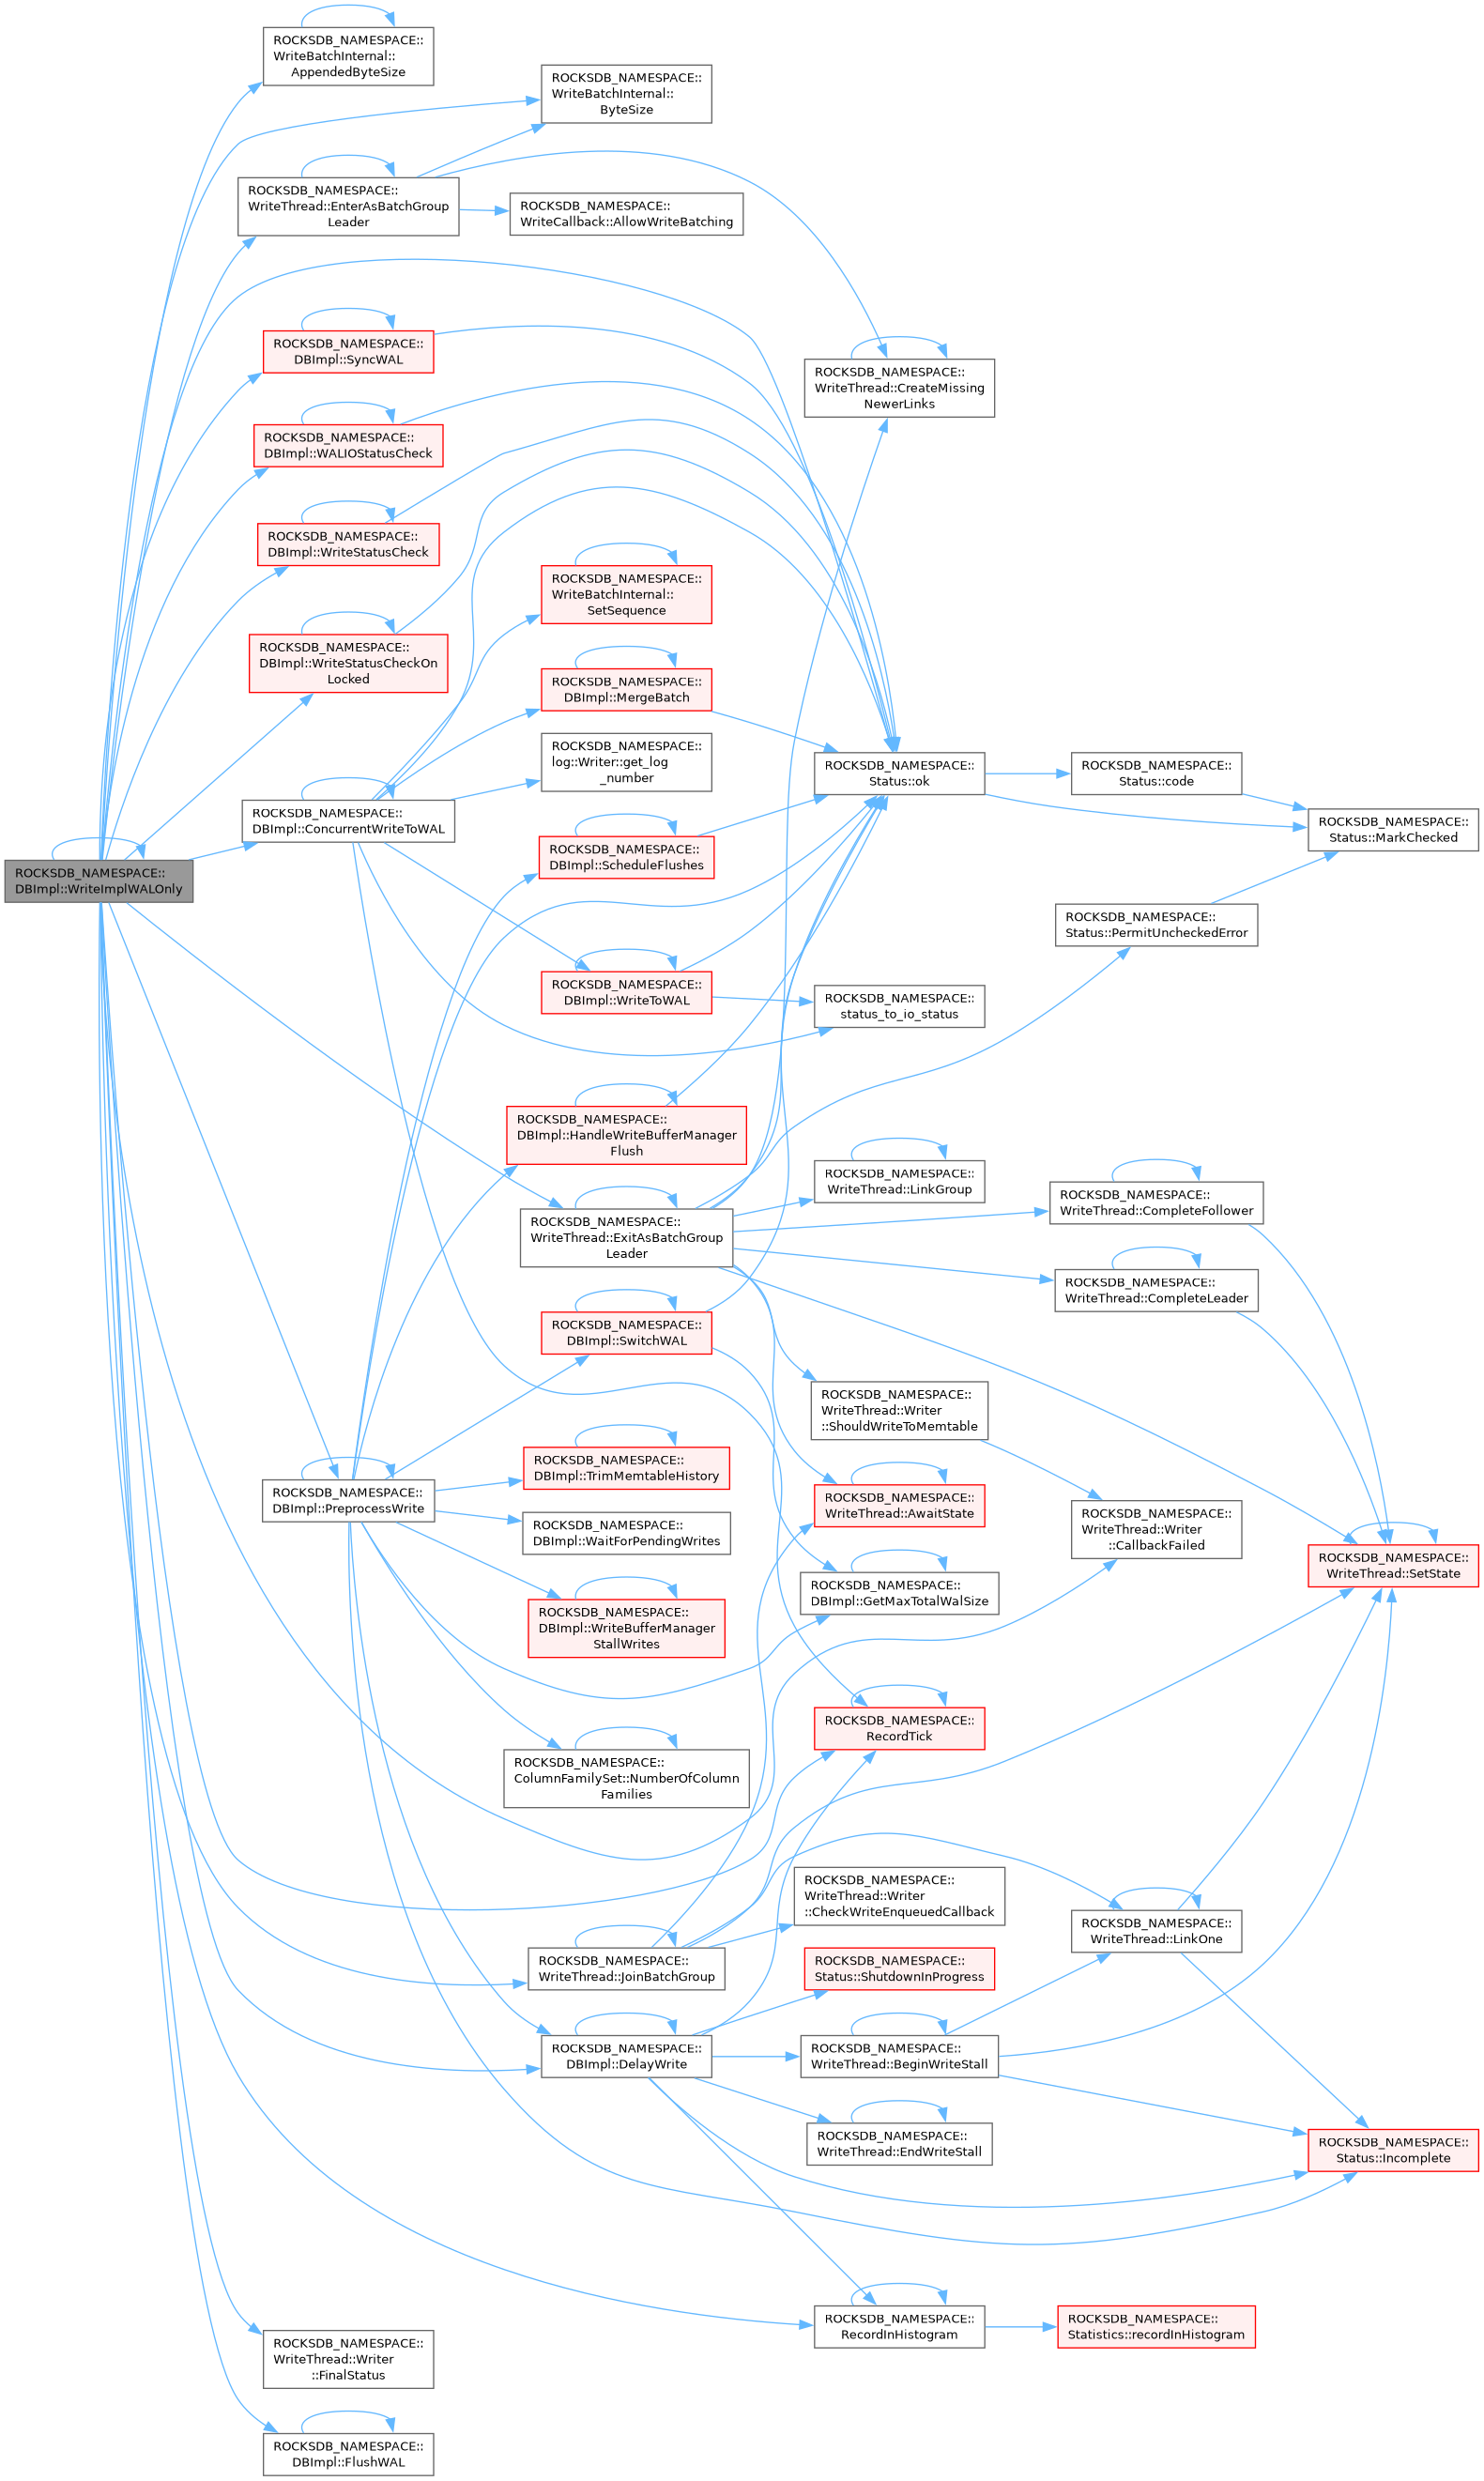 ROCKSDB_NAMESPACE::
DBImpl::WriteImplWALOnly
ROCKSDB_NAMESPACE::
WriteBatchInternal::
AppendedByteSize
ROCKSDB_NAMESPACE::
WriteBatchInternal::
ByteSize
ROCKSDB_NAMESPACE::
WriteThread::EnterAsBatchGroup
Leader
ROCKSDB_NAMESPACE::
WriteCallback::AllowWriteBatching
ROCKSDB_NAMESPACE::
DBImpl::SyncWAL
ROCKSDB_NAMESPACE::
WriteThread::CreateMissing
NewerLinks
ROCKSDB_NAMESPACE::
DBImpl::WALIOStatusCheck
ROCKSDB_NAMESPACE::
DBImpl::WriteStatusCheck
ROCKSDB_NAMESPACE::
WriteBatchInternal::
SetSequence
ROCKSDB_NAMESPACE::
DBImpl::WriteStatusCheckOn
Locked
ROCKSDB_NAMESPACE::
DBImpl::MergeBatch
ROCKSDB_NAMESPACE::
log::Writer::get_log
_number
ROCKSDB_NAMESPACE::
Status::ok
ROCKSDB_NAMESPACE::
Status::code
ROCKSDB_NAMESPACE::
DBImpl::ConcurrentWriteToWAL
ROCKSDB_NAMESPACE::
Status::MarkChecked
ROCKSDB_NAMESPACE::
DBImpl::ScheduleFlushes
ROCKSDB_NAMESPACE::
Status::PermitUncheckedError
ROCKSDB_NAMESPACE::
DBImpl::WriteToWAL
ROCKSDB_NAMESPACE::
status_to_io_status
ROCKSDB_NAMESPACE::
DBImpl::HandleWriteBufferManager
Flush
ROCKSDB_NAMESPACE::
WriteThread::LinkGroup
ROCKSDB_NAMESPACE::
WriteThread::CompleteFollower
ROCKSDB_NAMESPACE::
WriteThread::ExitAsBatchGroup
Leader
ROCKSDB_NAMESPACE::
WriteThread::CompleteLeader
ROCKSDB_NAMESPACE::
DBImpl::SwitchWAL
ROCKSDB_NAMESPACE::
WriteThread::Writer
::ShouldWriteToMemtable
ROCKSDB_NAMESPACE::
DBImpl::TrimMemtableHistory
ROCKSDB_NAMESPACE::
DBImpl::PreprocessWrite
ROCKSDB_NAMESPACE::
WriteThread::AwaitState
ROCKSDB_NAMESPACE::
DBImpl::WaitForPendingWrites
ROCKSDB_NAMESPACE::
WriteThread::Writer
::CallbackFailed
ROCKSDB_NAMESPACE::
WriteThread::SetState
ROCKSDB_NAMESPACE::
DBImpl::GetMaxTotalWalSize
ROCKSDB_NAMESPACE::
DBImpl::WriteBufferManager
StallWrites
ROCKSDB_NAMESPACE::
RecordTick
ROCKSDB_NAMESPACE::
ColumnFamilySet::NumberOfColumn
Families
ROCKSDB_NAMESPACE::
WriteThread::Writer
::CheckWriteEnqueuedCallback
ROCKSDB_NAMESPACE::
WriteThread::LinkOne
ROCKSDB_NAMESPACE::
WriteThread::JoinBatchGroup
ROCKSDB_NAMESPACE::
Status::ShutdownInProgress
ROCKSDB_NAMESPACE::
DBImpl::DelayWrite
ROCKSDB_NAMESPACE::
WriteThread::BeginWriteStall
ROCKSDB_NAMESPACE::
WriteThread::EndWriteStall
ROCKSDB_NAMESPACE::
Status::Incomplete
ROCKSDB_NAMESPACE::
RecordInHistogram
ROCKSDB_NAMESPACE::
Statistics::recordInHistogram
ROCKSDB_NAMESPACE::
WriteThread::Writer
::FinalStatus
ROCKSDB_NAMESPACE::
DBImpl::FlushWAL